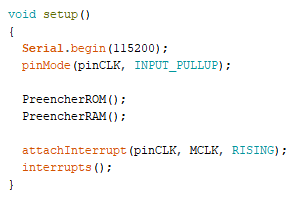 void setup()
{
  Serial.begin(115200);
  pinMode(pinCLK, INPUT_PULLUP);

  PreencherROM();
  PreencherRAM();

  attachInterrupt(pinCLK, MCLK, RISING);
  interrupts();
}